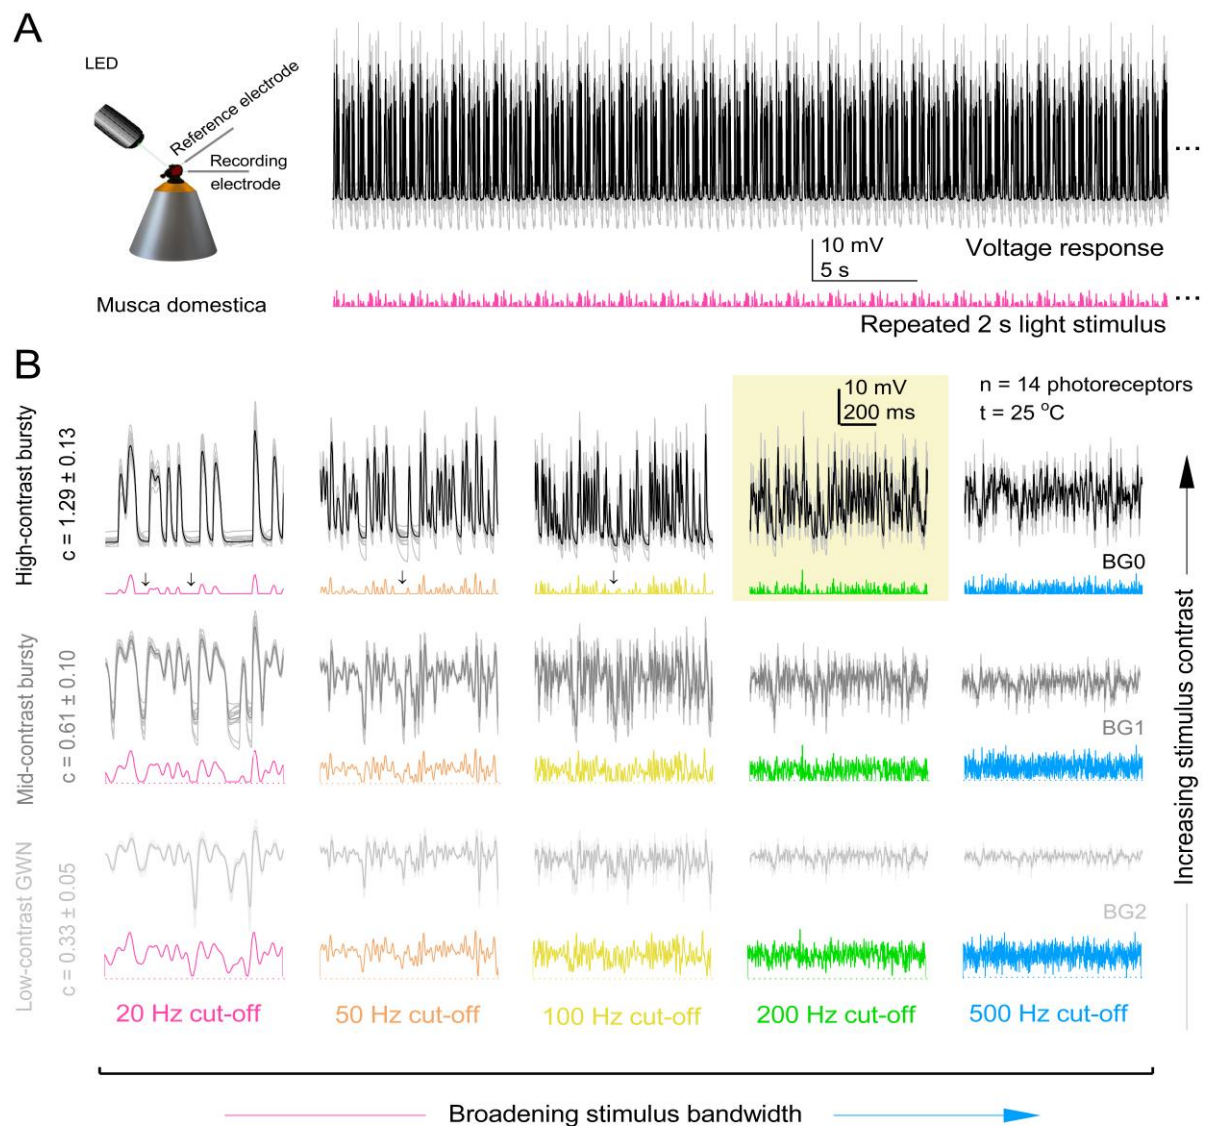 A
LED
Reference electrode
Recording
electrode
Musca domestica
...
10 mV
5 s
Voltage response
...
Repeated 2 s light stimulus
B
High-contrast bursty
c = 1.29 ± 0.13
10 mV
200 ms
n = 14 photoreceptors
t = 25 °C
BG0
Mid-contrast bursty
c = 0.61 ± 0.10
BG1
Low-contrast GWN
c = 0.33 ± 0.05
BG2
Increasing stimulus contrast
20 Hz cut-off
50 Hz cut-off
100 Hz cut-off
200 Hz cut-off
500 Hz cut-off
Broadening stimulus bandwidth